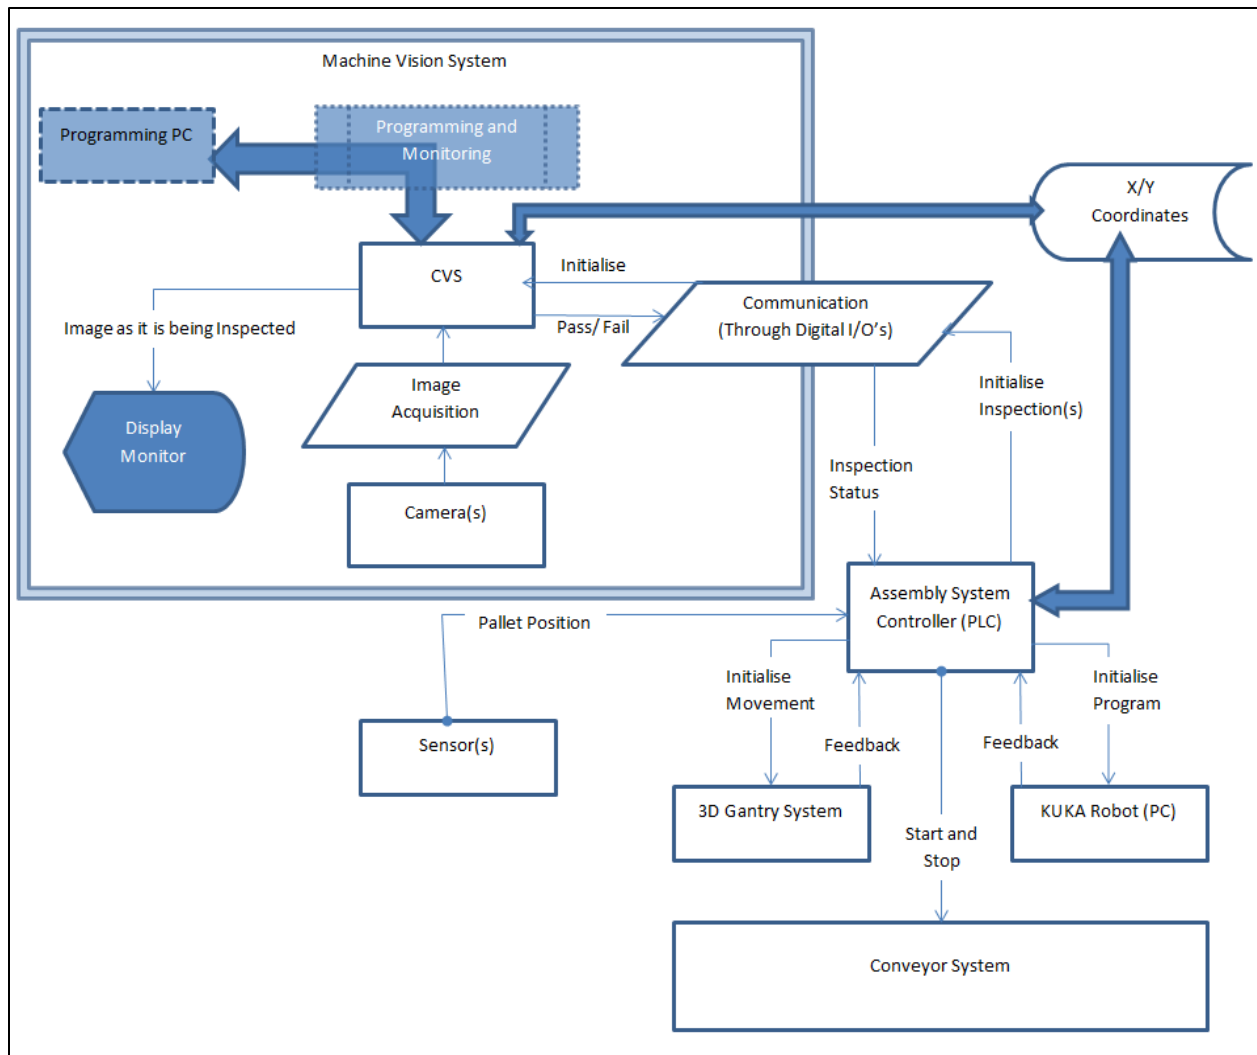 Machine Vision System
Programming PC
Programming and
Monitoring
X/Y
Coordinates
CVS
Initialise
Communication
(Through Digital I/O's)
Pass/ Fail
Image as it is being Inspected
Image
Acquisition
Initialise
Inspection(s)
Display
Monitor
Inspection
Status
Camera(s)
Assembly System
Controller (PLC)
Pallet Position
Initialise
Movement
Initialise
Program
Sensor(s)
Feedback
Feedback
3D Gantry System
KUKA Robot (PC)
Start and
Stop
Conveyor System